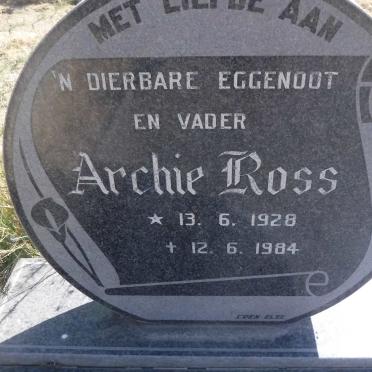 MET LIEFDE AAN
'N DIERBARE EGGENOOT
EN VADER
Archie Ross
* 13. 6. 1928
+ 12. 6. 1984